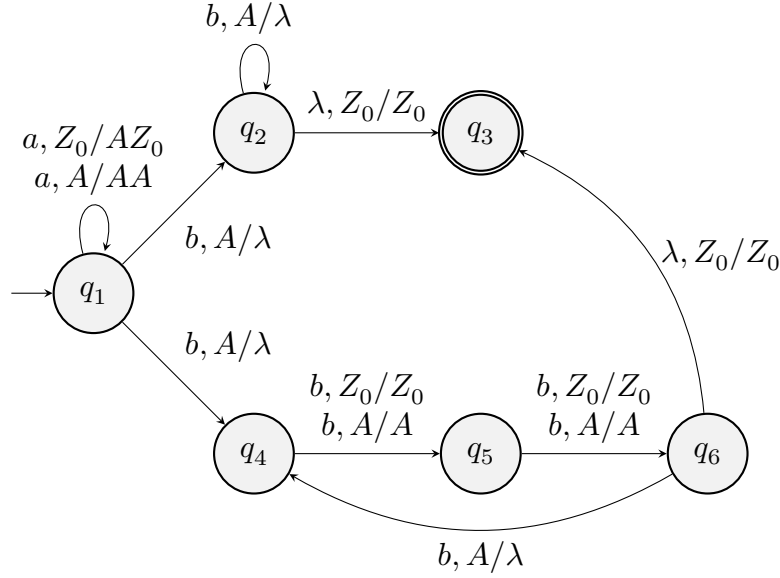 b, A/λ
λ, Z₀/Z₀
q₂
q₃
a, Z₀/AZ₀
a, A/AA
b, A/λ
λ, Z₀/Z₀
q₁
b, A/λ
b, Z₀/Z₀
b, A/A
b, Z₀/Z₀
b, A/A
q₄
q₅
q₆
b, A/λ